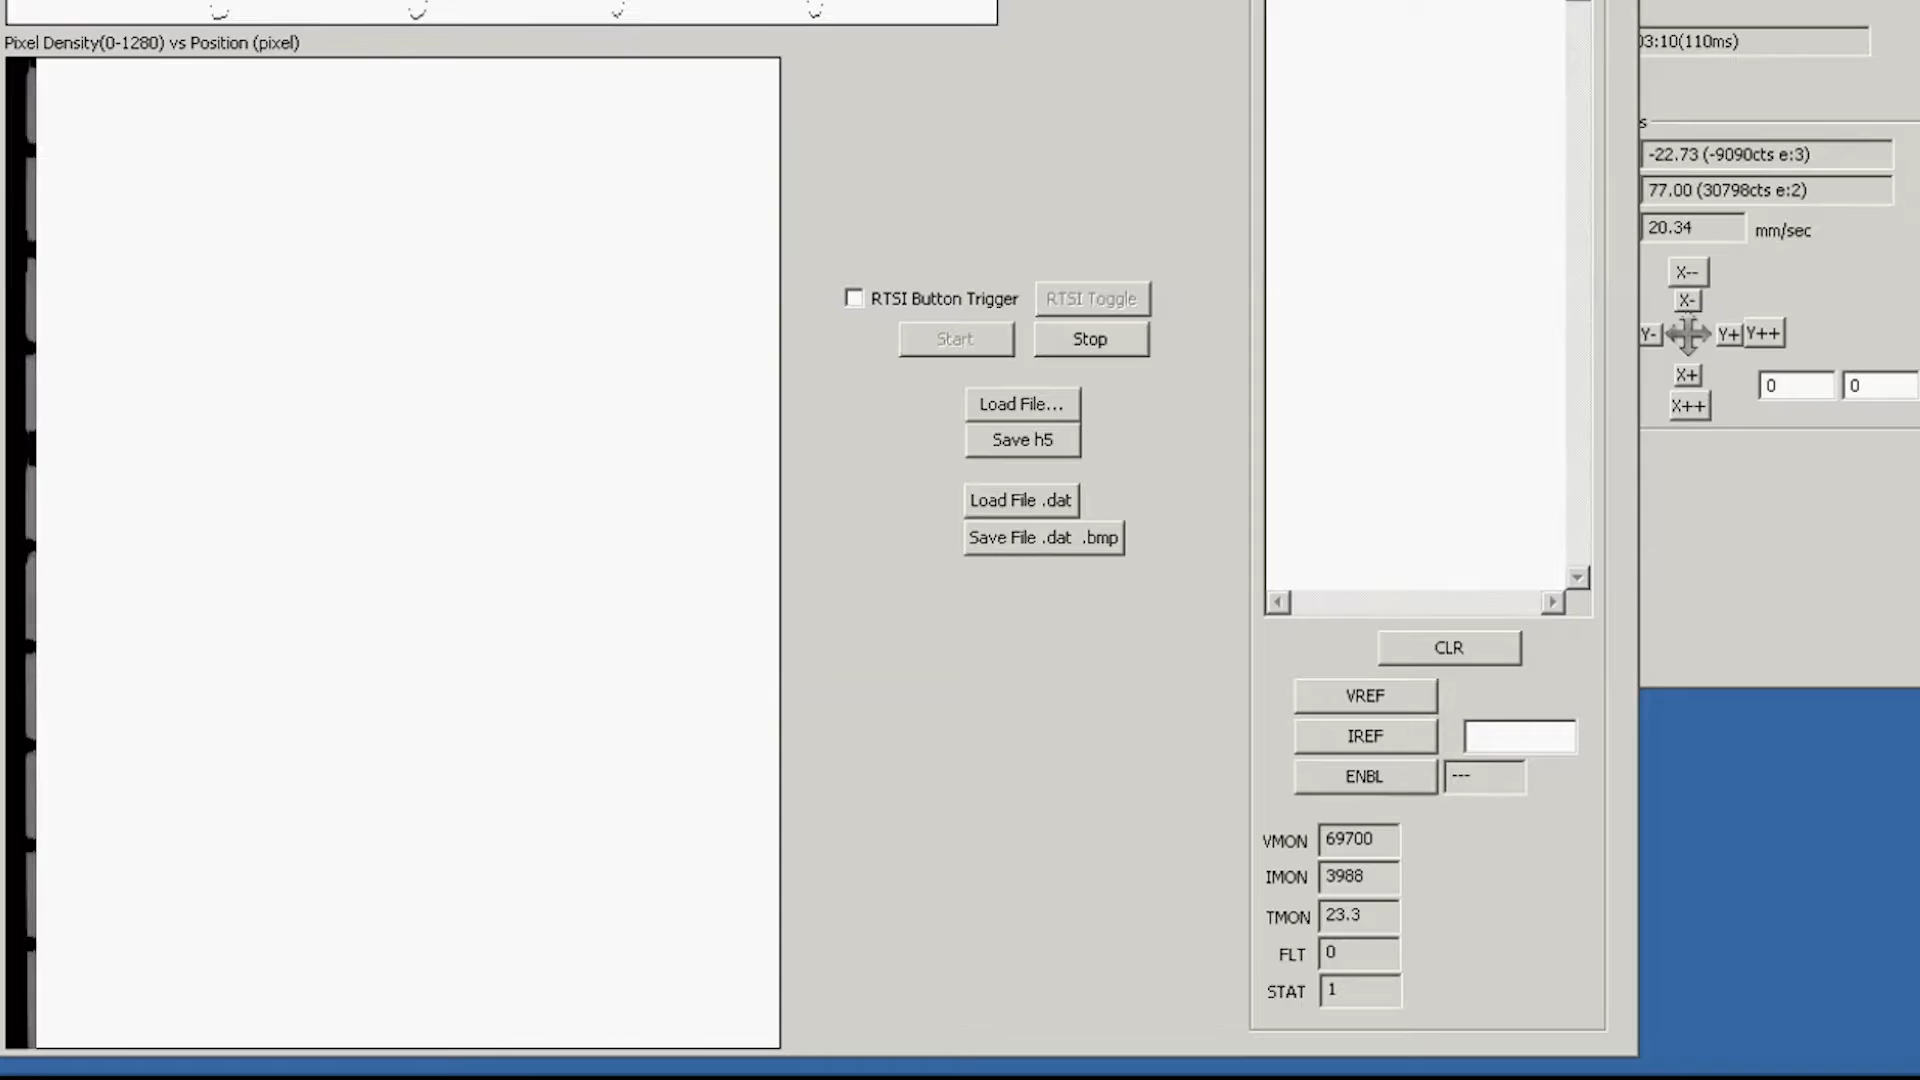 Pixel Density(0-1280) vs Position (pixel)
03:10(110ms)
s
-22.73 (-9090cts e:3)
77.00 (30798cts e:2)
20.34 mm/sec
X--
X-
Y- Y+ Y++
X+
0 0
X++
RTSI Button Trigger RTSI Toggle
Start Stop
Load File...
Save h5
Load File .dat
Save File .dat .bmp
CLR
VREF
IREF
ENBL ---
VMON 69700
IMON 3988
TMON 23.3
FLT 0
STAT 1